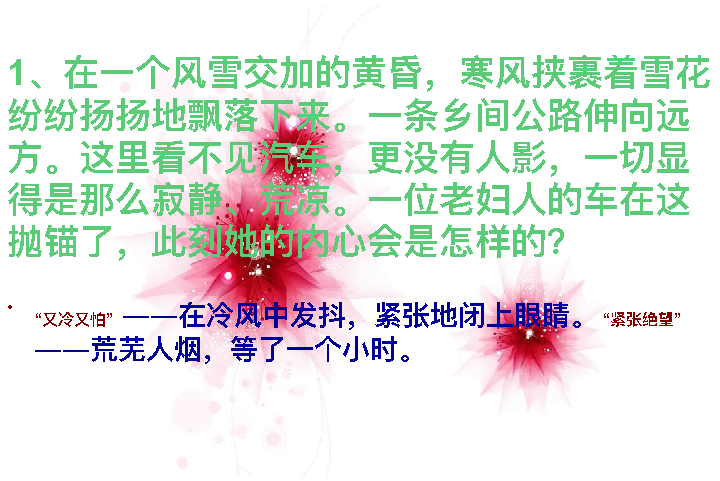 1、在一个风雪交加的黄昏，寒风挟裹着雪花
纷纷扬扬地飘落下来。一条乡间公路伸向远
方。这里看不见汽车，更没有人影，一切显
得是那么寂静、荒凉。一位老妇人的车在这
抛锚了，此刻她的内心会是怎样的？
• “又冷又怕”——在冷风中发抖，紧张地闭上眼睛。“紧张绝望”
——荒芜人烟，等了一个小时。